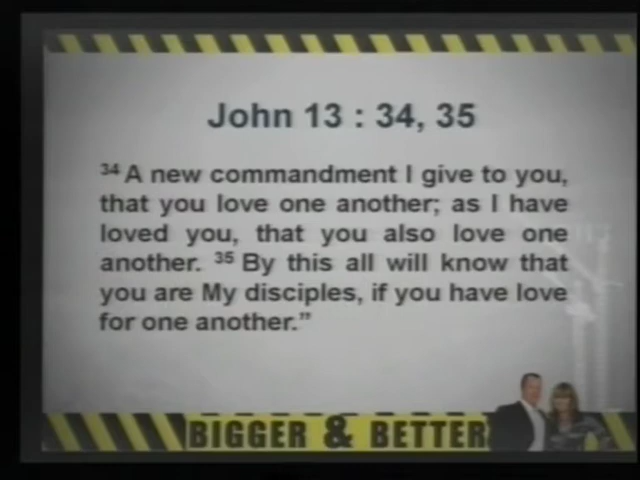 John 13 : 34, 35
34 A new commandment I give to you,
that you love one another; as I have
loved you, that you also love one
another. 35 By this all will know that
you are My disciples, if you have love
for one another.”
BIGGER & BETTER